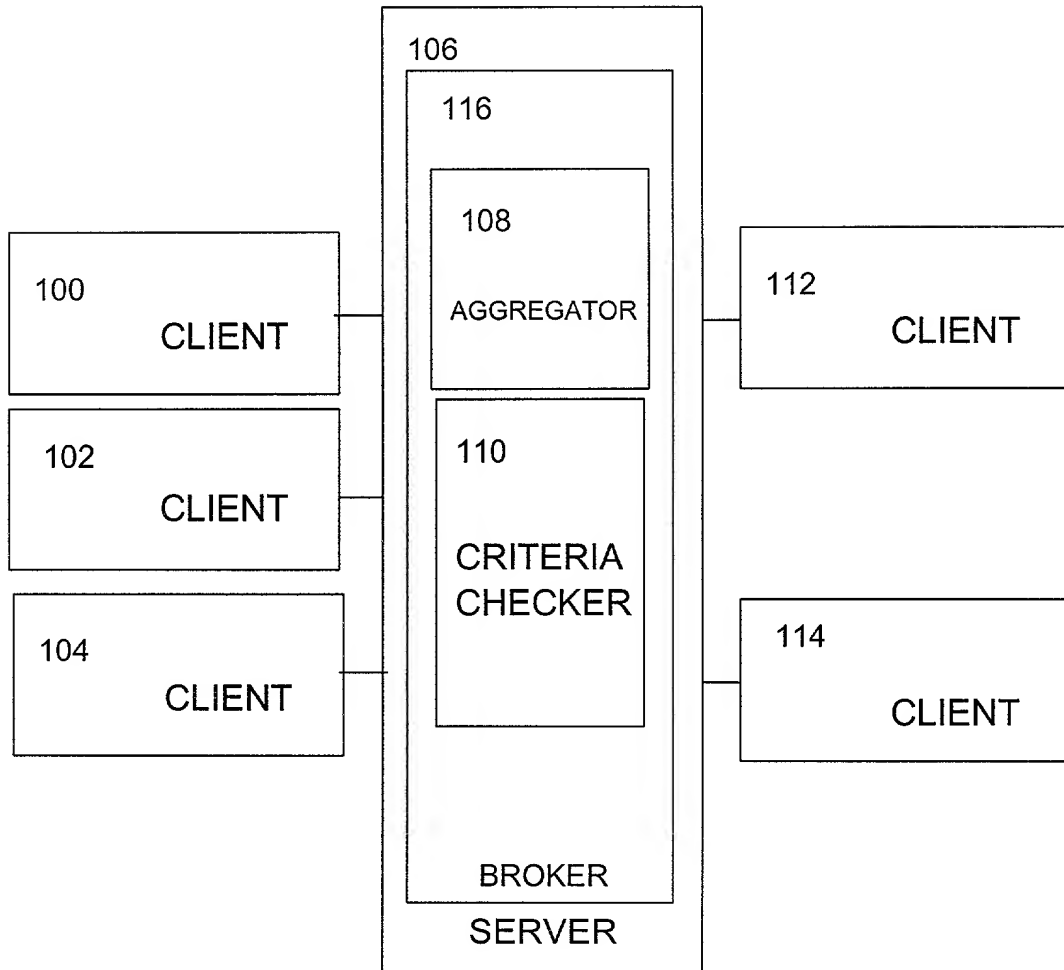 106
116
108
AGGREGATOR
100
CLIENT
102
CLIENT
104
CLIENT
110
CRITERIA
CHECKER
112
CLIENT
114
CLIENT
BROKER
SERVER